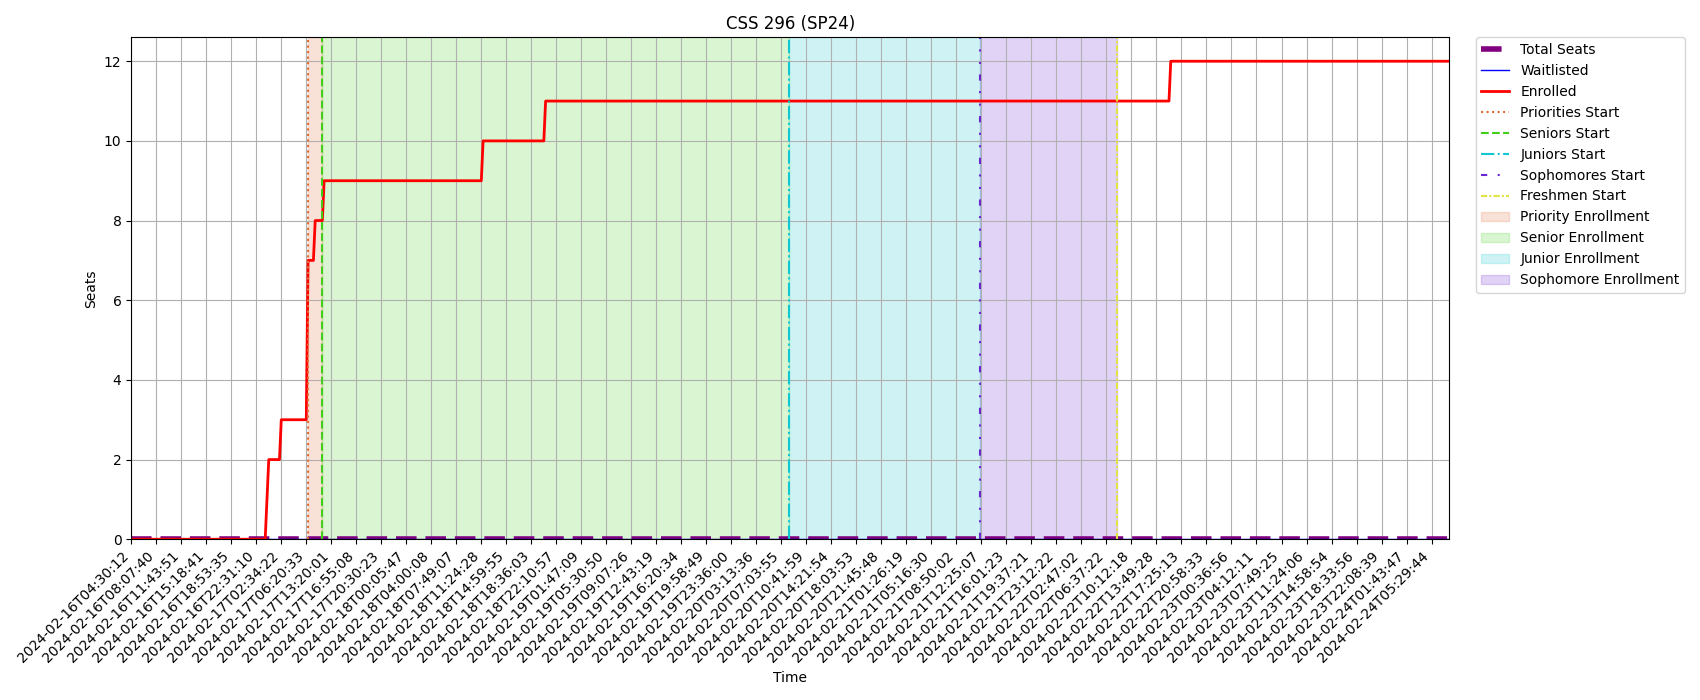 CSS 296 (SP24)
12
10
8
6
4
2
0
Seats
2024-02-16T04:30:12
2024-02-16T08:07:40
2024-02-16T11:43:51
2024-02-16T15:18:41
2024-02-16T18:53:35
2024-02-16T22:31:10
2024-02-17T02:34:22
2024-02-17T06:20:33
2024-02-17T13:20:01
2024-02-17T16:55:08
2024-02-17T20:30:23
2024-02-18T00:05:47
2024-02-18T04:00:08
2024-02-18T07:49:07
2024-02-18T11:24:28
2024-02-18T14:59:55
2024-02-18T18:36:03
2024-02-18T22:10:57
2024-02-19T01:47:09
2024-02-19T05:30:50
2024-02-19T09:07:26
2024-02-19T12:43:19
2024-02-19T16:20:34
2024-02-19T19:58:49
2024-02-19T23:36:00
2024-02-20T03:13:36
2024-02-20T07:03:55
2024-02-20T10:41:59
2024-02-20T14:21:54
2024-02-20T18:03:53
2024-02-20T21:45:48
2024-02-21T01:26:19
2024-02-21T05:16:30
2024-02-21T08:50:02
2024-02-21T12:25:07
2024-02-21T16:01:23
2024-02-21T19:37:21
2024-02-21T23:12:22
2024-02-22T02:47:02
2024-02-22T06:37:22
2024-02-22T10:12:18
2024-02-22T13:49:28
2024-02-22T17:25:13
2024-02-22T20:58:33
2024-02-23T00:36:56
2024-02-23T04:12:11
2024-02-23T07:49:25
2024-02-23T11:24:06
2024-02-23T14:58:54
2024-02-23T18:33:56
2024-02-23T22:08:39
2024-02-24T01:43:47
2024-02-24T05:29:44
Time
Total Seats
Waitlisted
Enrolled
Priorities Start
Seniors Start
Juniors Start
Sophomores Start
Freshmen Start
Priority Enrollment
Senior Enrollment
Junior Enrollment
Sophomore Enrollment